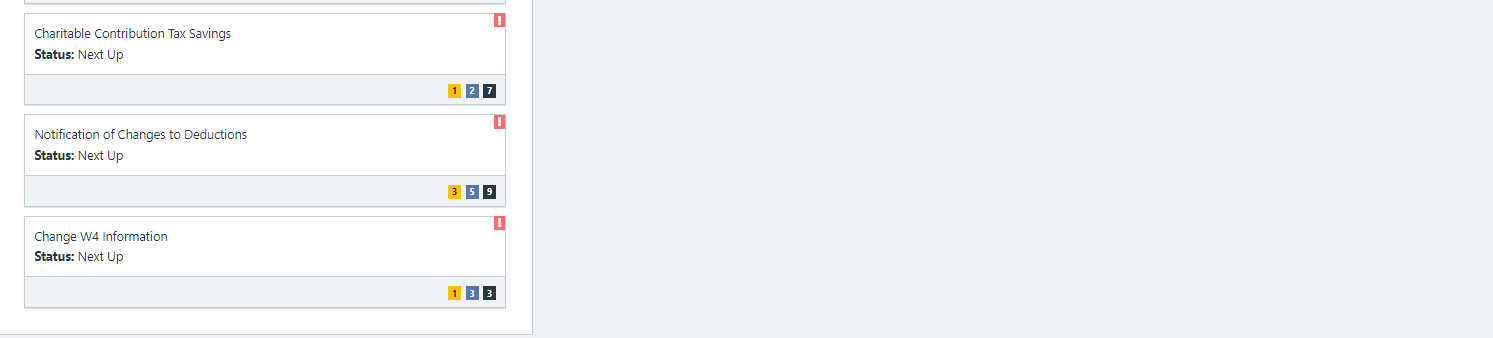 !
Charitable Contribution Tax Savings
Status: Next Up
1 2 7
!
Notification of Changes to Deductions
Status: Next Up
3 5 9
!
Change W4 Information
Status: Next Up
1 3 3